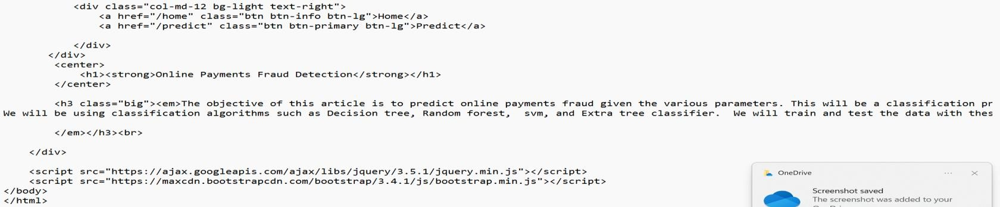 <div class="col-md-12 bg-light text-right">
<a href="/home" class="btn btn-info btn-lg">Home</a>
<a href="/predict" class="btn btn-primary btn-lg">Predict</a>
</div>
</div>
<center>
<h1><strong>Online Payments Fraud Detection</strong></h1>
</center>
<h3 class="big"><em>The objective of this article is to predict online payments fraud given the various parameters. This will be a classification pr
We will be using classification algorithms such as Decision tree, Random forest,  svm, and Extra tree classifier.  We will train and test the data with thes
</em></h3><br>
</div>
<script src="https://ajax.googleapis.com/ajax/libs/jquery/3.5.1/jquery.min.js"></script>
<script src="https://maxcdn.bootstrapcdn.com/bootstrap/3.4.1/js/bootstrap.min.js"></script>
</body>
</html>
OneDrive
Screenshot saved
The screenshot was added to your